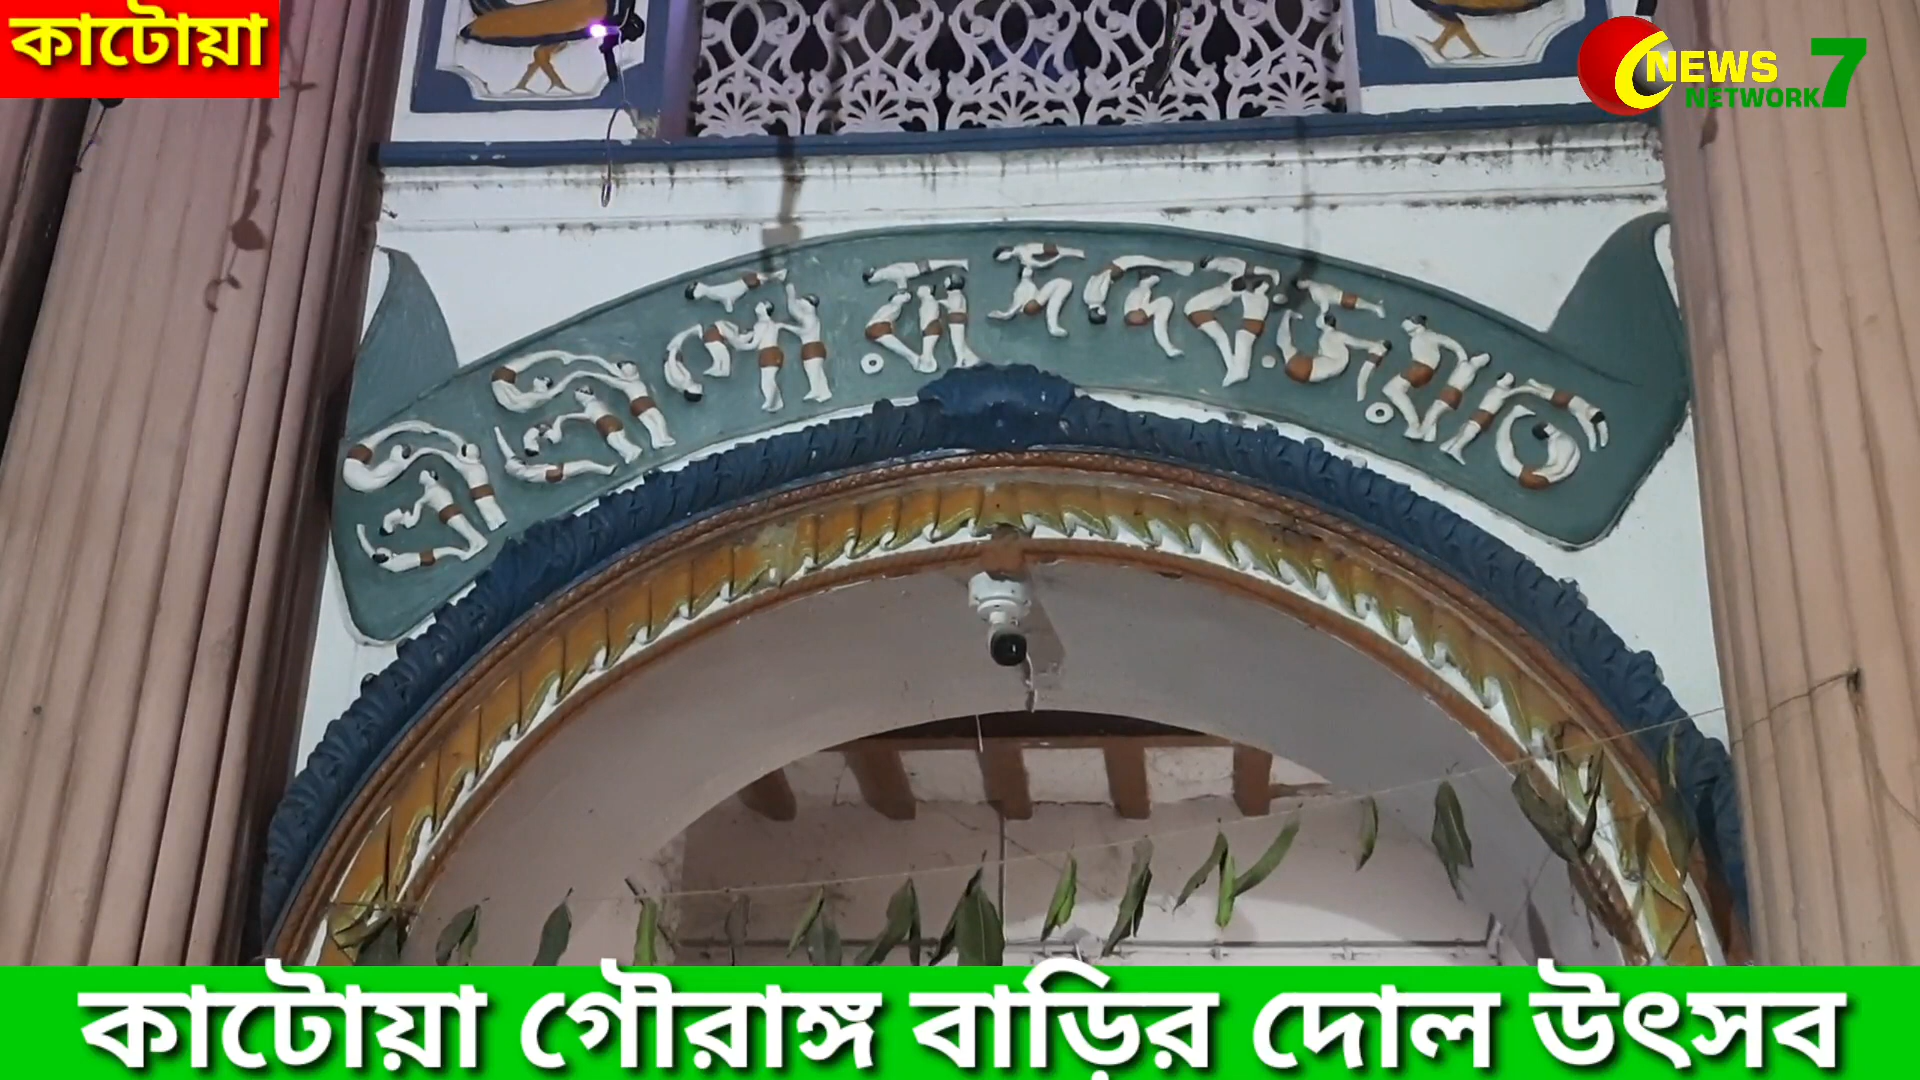 কাটোয়া
NEWS
NETWORK 7
শ্রী শ্রী
কাটোয়া গৌরাঙ্গ বাড়ির দোল উৎসব